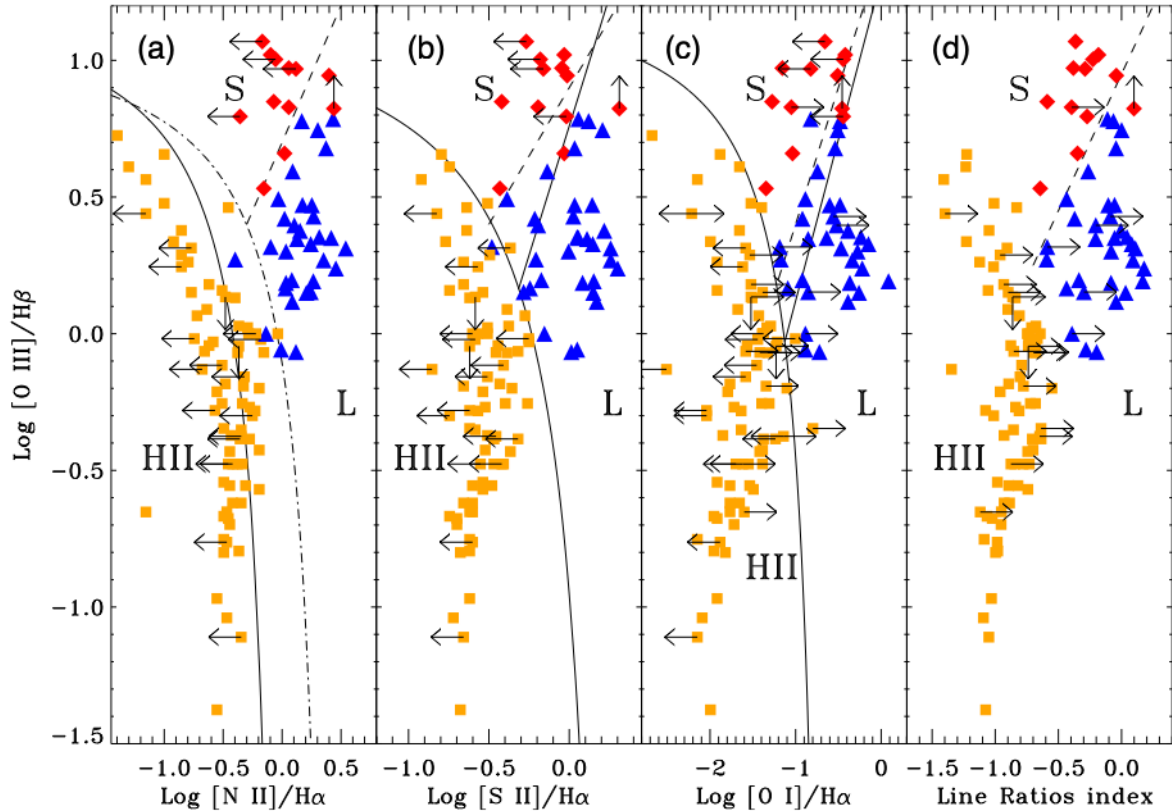 (a) (b) (c) (d)
S S S S
L L L L
HII HII HII HII
Log [O III]/Hβ
1.0
0.5
0.0
−0.5
−1.0
−1.5
−1.0 −0.5 0.0 0.5
−1.0 −0.5 0.0
−2 −1 0
−1.5 −1.0 −0.5 0.0
Log [N II]/Hα
Log [S II]/Hα
Log [O I]/Hα
Line Ratios index